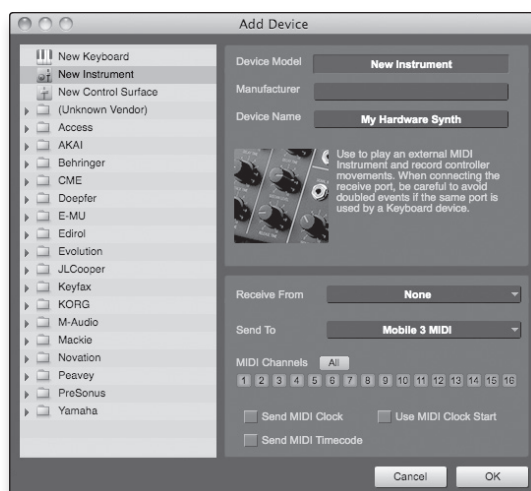 Add Device
New Keyboard
New Instrument
New Control Surface
(Unknown Vendor)
Access
AKAI
Behringer
CME
Doepfer
E-MU
Edirol
Evolution
JLCooper
Keyfax
KORG
M-Audio
Mackie
Novation
Peavey
PreSonus
Yamaha
Device Model New Instrument
Manufacturer
Device Name My Hardware Synth
Use to play an external MIDI
Instrument and record controller
movements. When connecting the
receive port, be careful to avoid
doubled events if the same port is
used by a Keyboard device.
Receive From None
Send To Mobile 3 MIDI
MIDI Channels All
1 2 3 4 5 6 7 8 9 10 11 12 13 14 15 16
Send MIDI Clock Use MIDI Clock Start
Send MIDI Timecode
Cancel OK